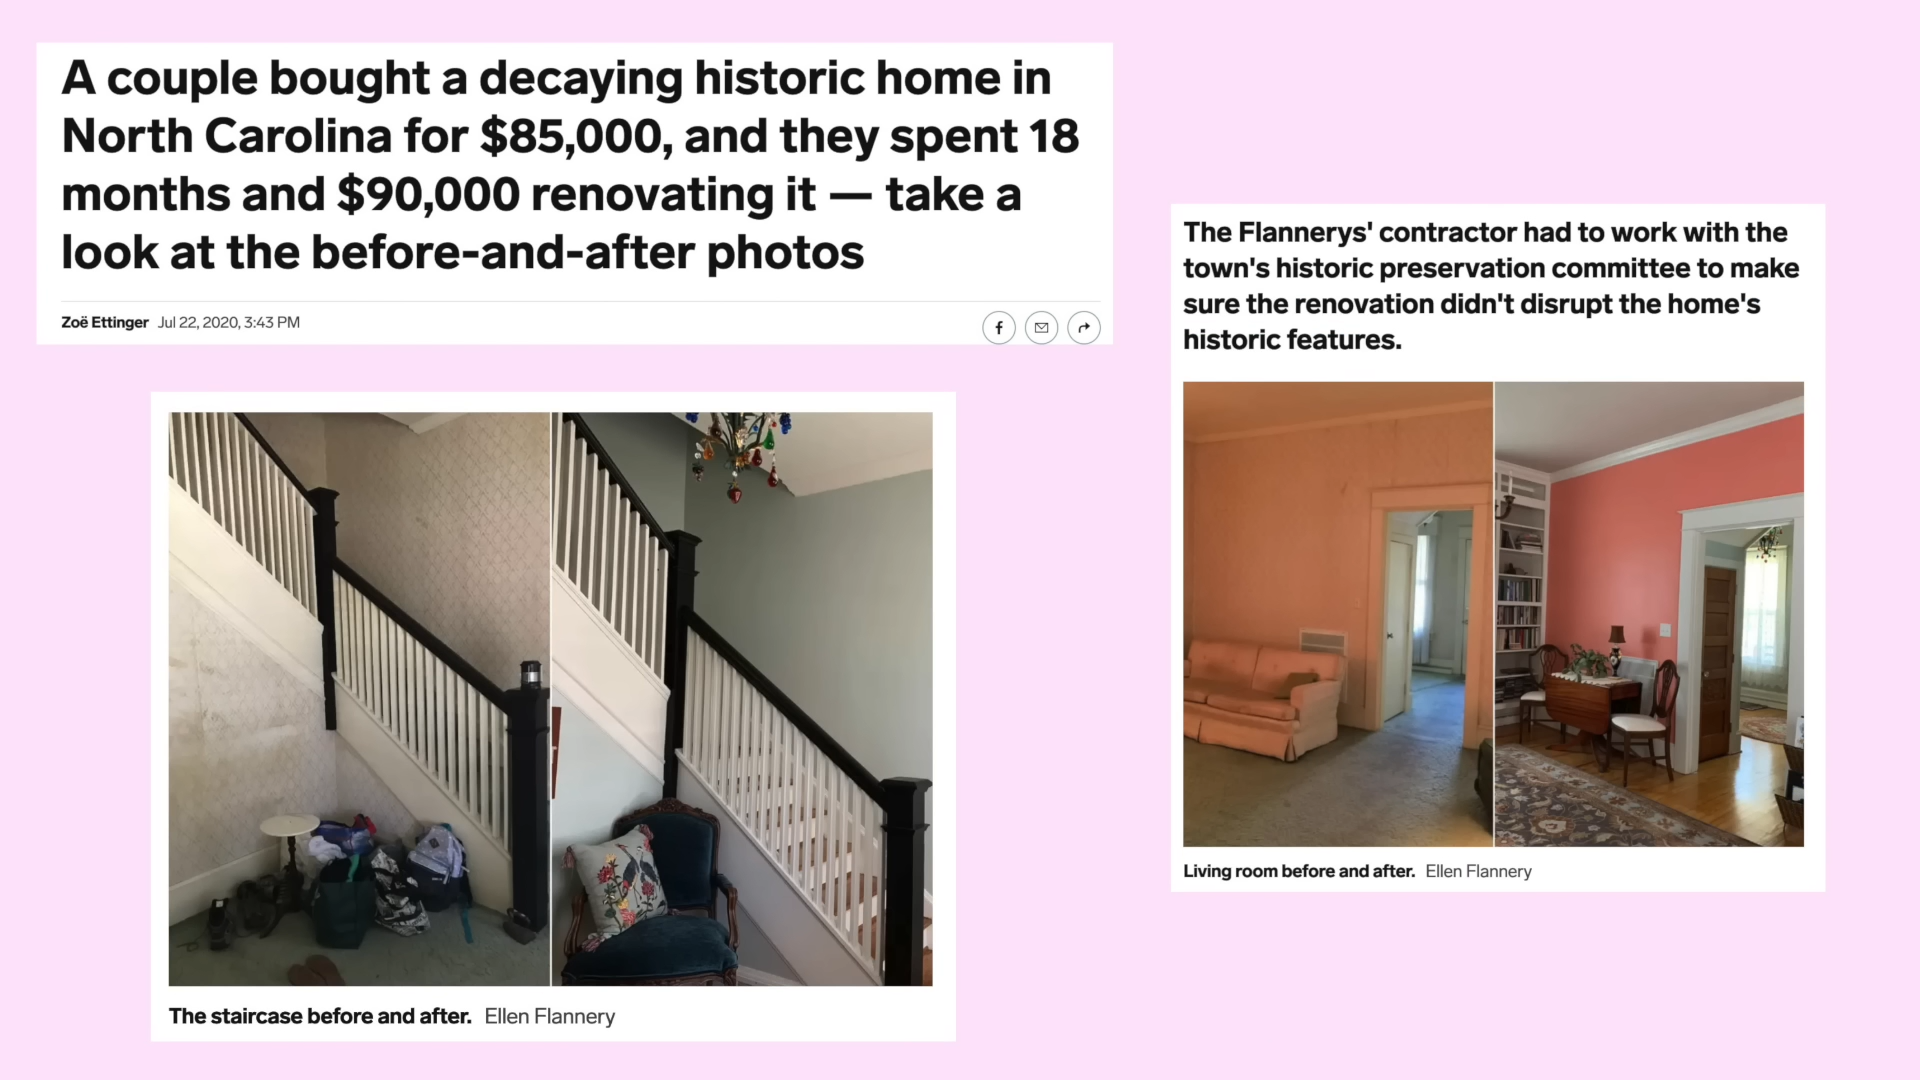 A couple bought a decaying historic home in
North Carolina for $85,000, and they spent 18
months and $90,000 renovating it — take a
look at the before-and-after photos
Zoë Ettinger Jul 22, 2020, 3:43 PM
The staircase before and after. Ellen Flannery
The Flannerys' contractor had to work with the
town's historic preservation committee to make
sure the renovation didn't disrupt the home's
historic features.
Living room before and after. Ellen Flannery